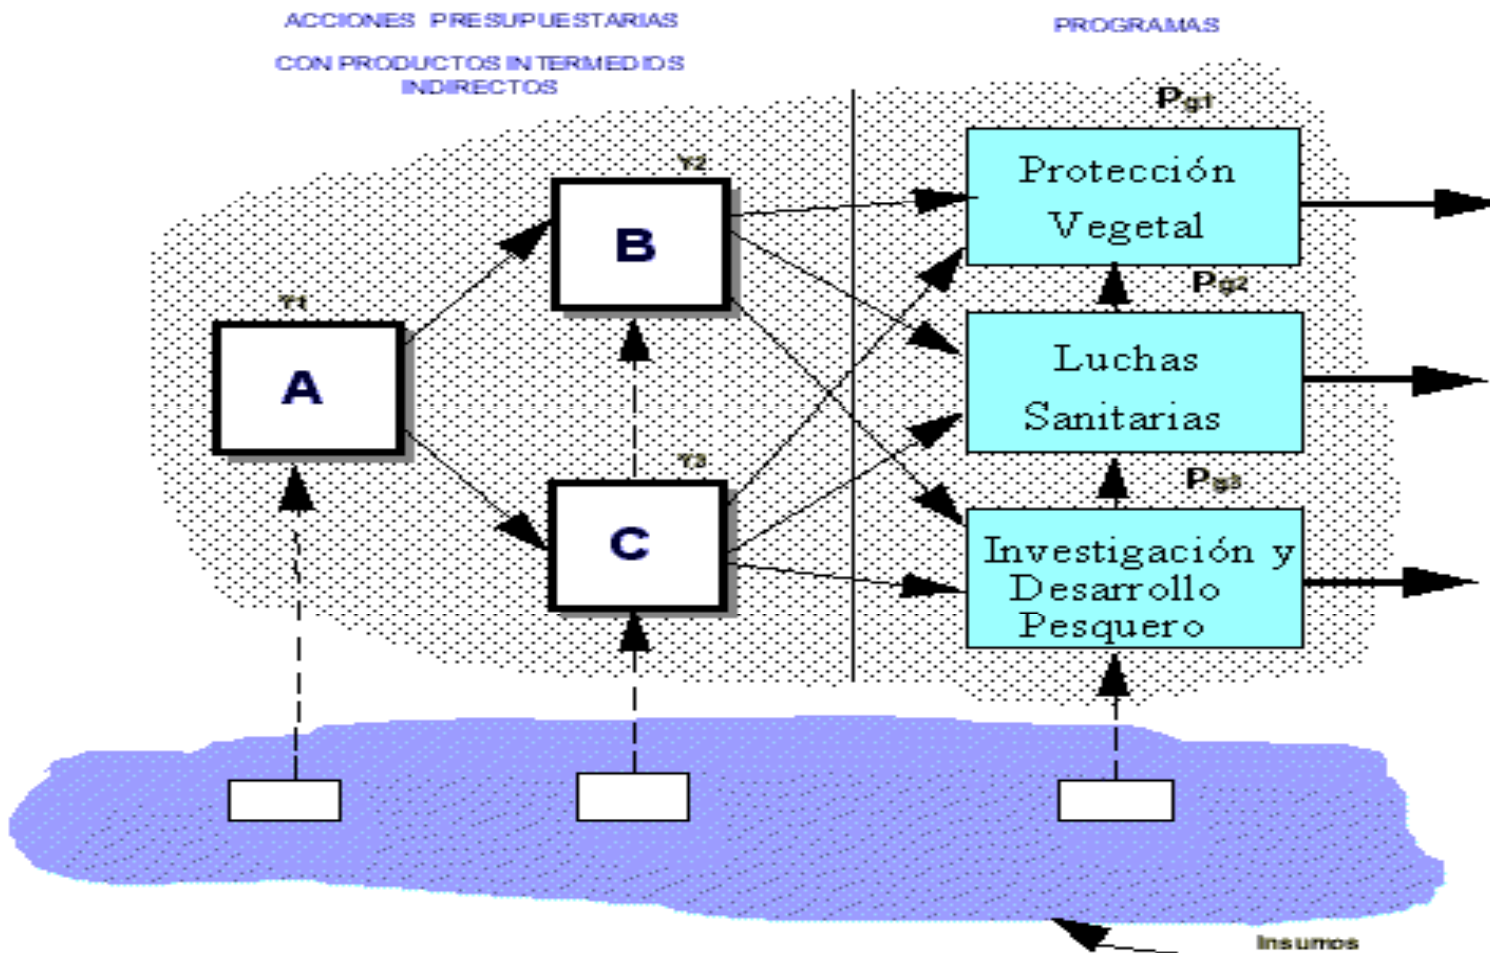 ACCIONES PRESUPUESTARIAS
CON PRODUCTOS INTERMEDIOS
INDIRECTOS
PROGRAMAS
Y1
A
Y2
B
Y3
C
Pg1
Protección
Vegetal
Pg2
Luchas
Sanitarias
Pg3
Investigación y
Desarrollo
Pesquero
Insumos